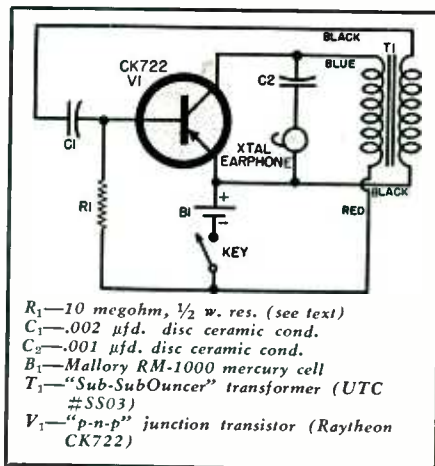 BLACK
T1
BLUE
CK722
V1
C2
C1
XTAL
EARPHONE
BLACK
R1
B1
+
-
RED
KEY
R1—10 megohm, ½ w. res. (see text)
C1—.002 μfd. disc ceramic cond.
C2—.001 μfd. disc ceramic cond.
B1—Mallory RM-1000 mercury cell
T1—"Sub-SubOuncer" transformer (UTC
#SS03)
V1—"p-n-p" junction transistor (Raytheon
CK722)